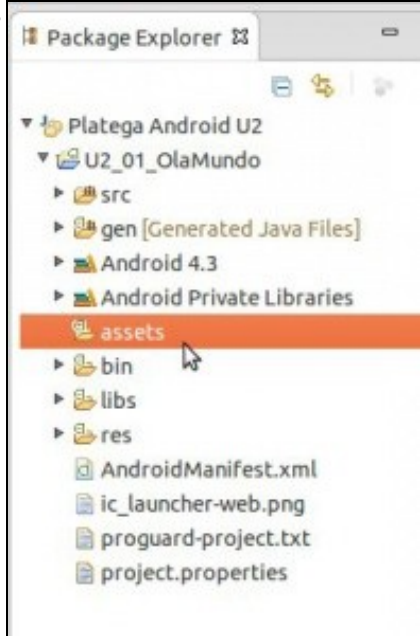 Package Explorer
Platega Android U2
U2_01_OlaMundo
src
gen [Generated Java Files]
Android 4.3
Android Private Libraries
assets
bin
libs
res
AndroidManifest.xml
ic_launcher-web.png
proguard-project.txt
project.properties